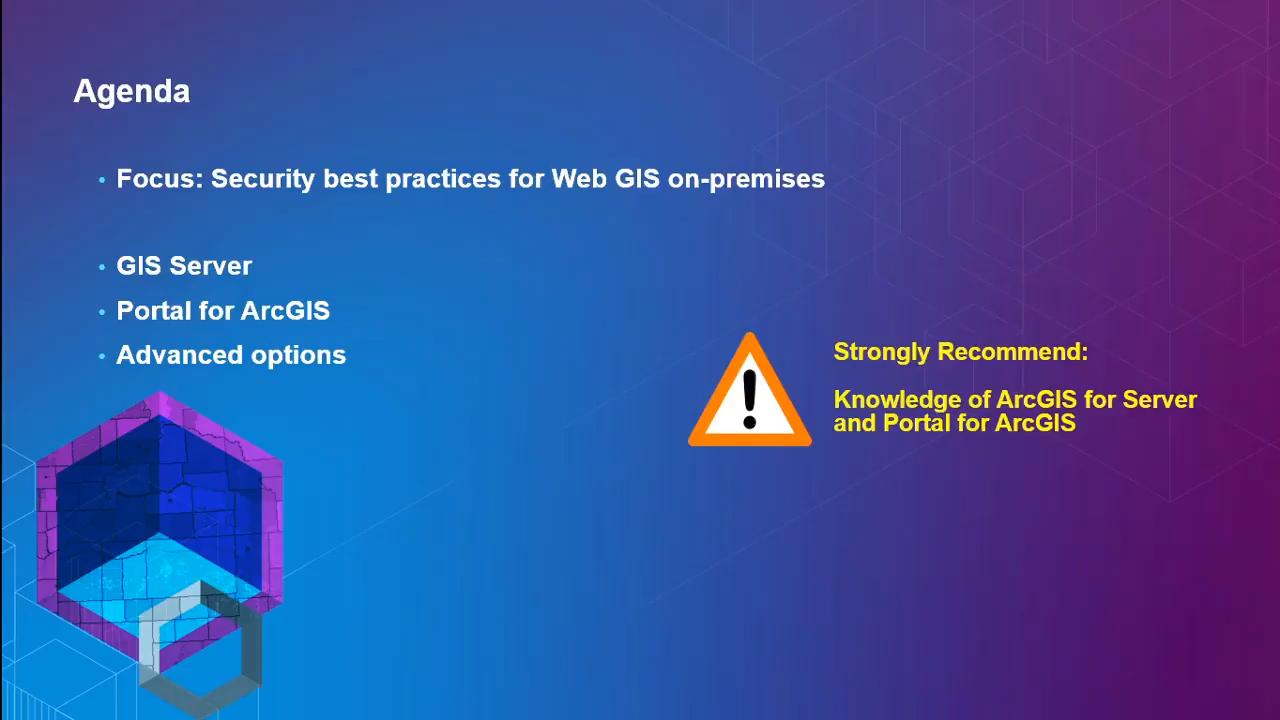 Agenda
• Focus: Security best practices for Web GIS on-premises
• GIS Server
• Portal for ArcGIS
• Advanced options
Strongly Recommend:
Knowledge of ArcGIS for Server
and Portal for ArcGIS